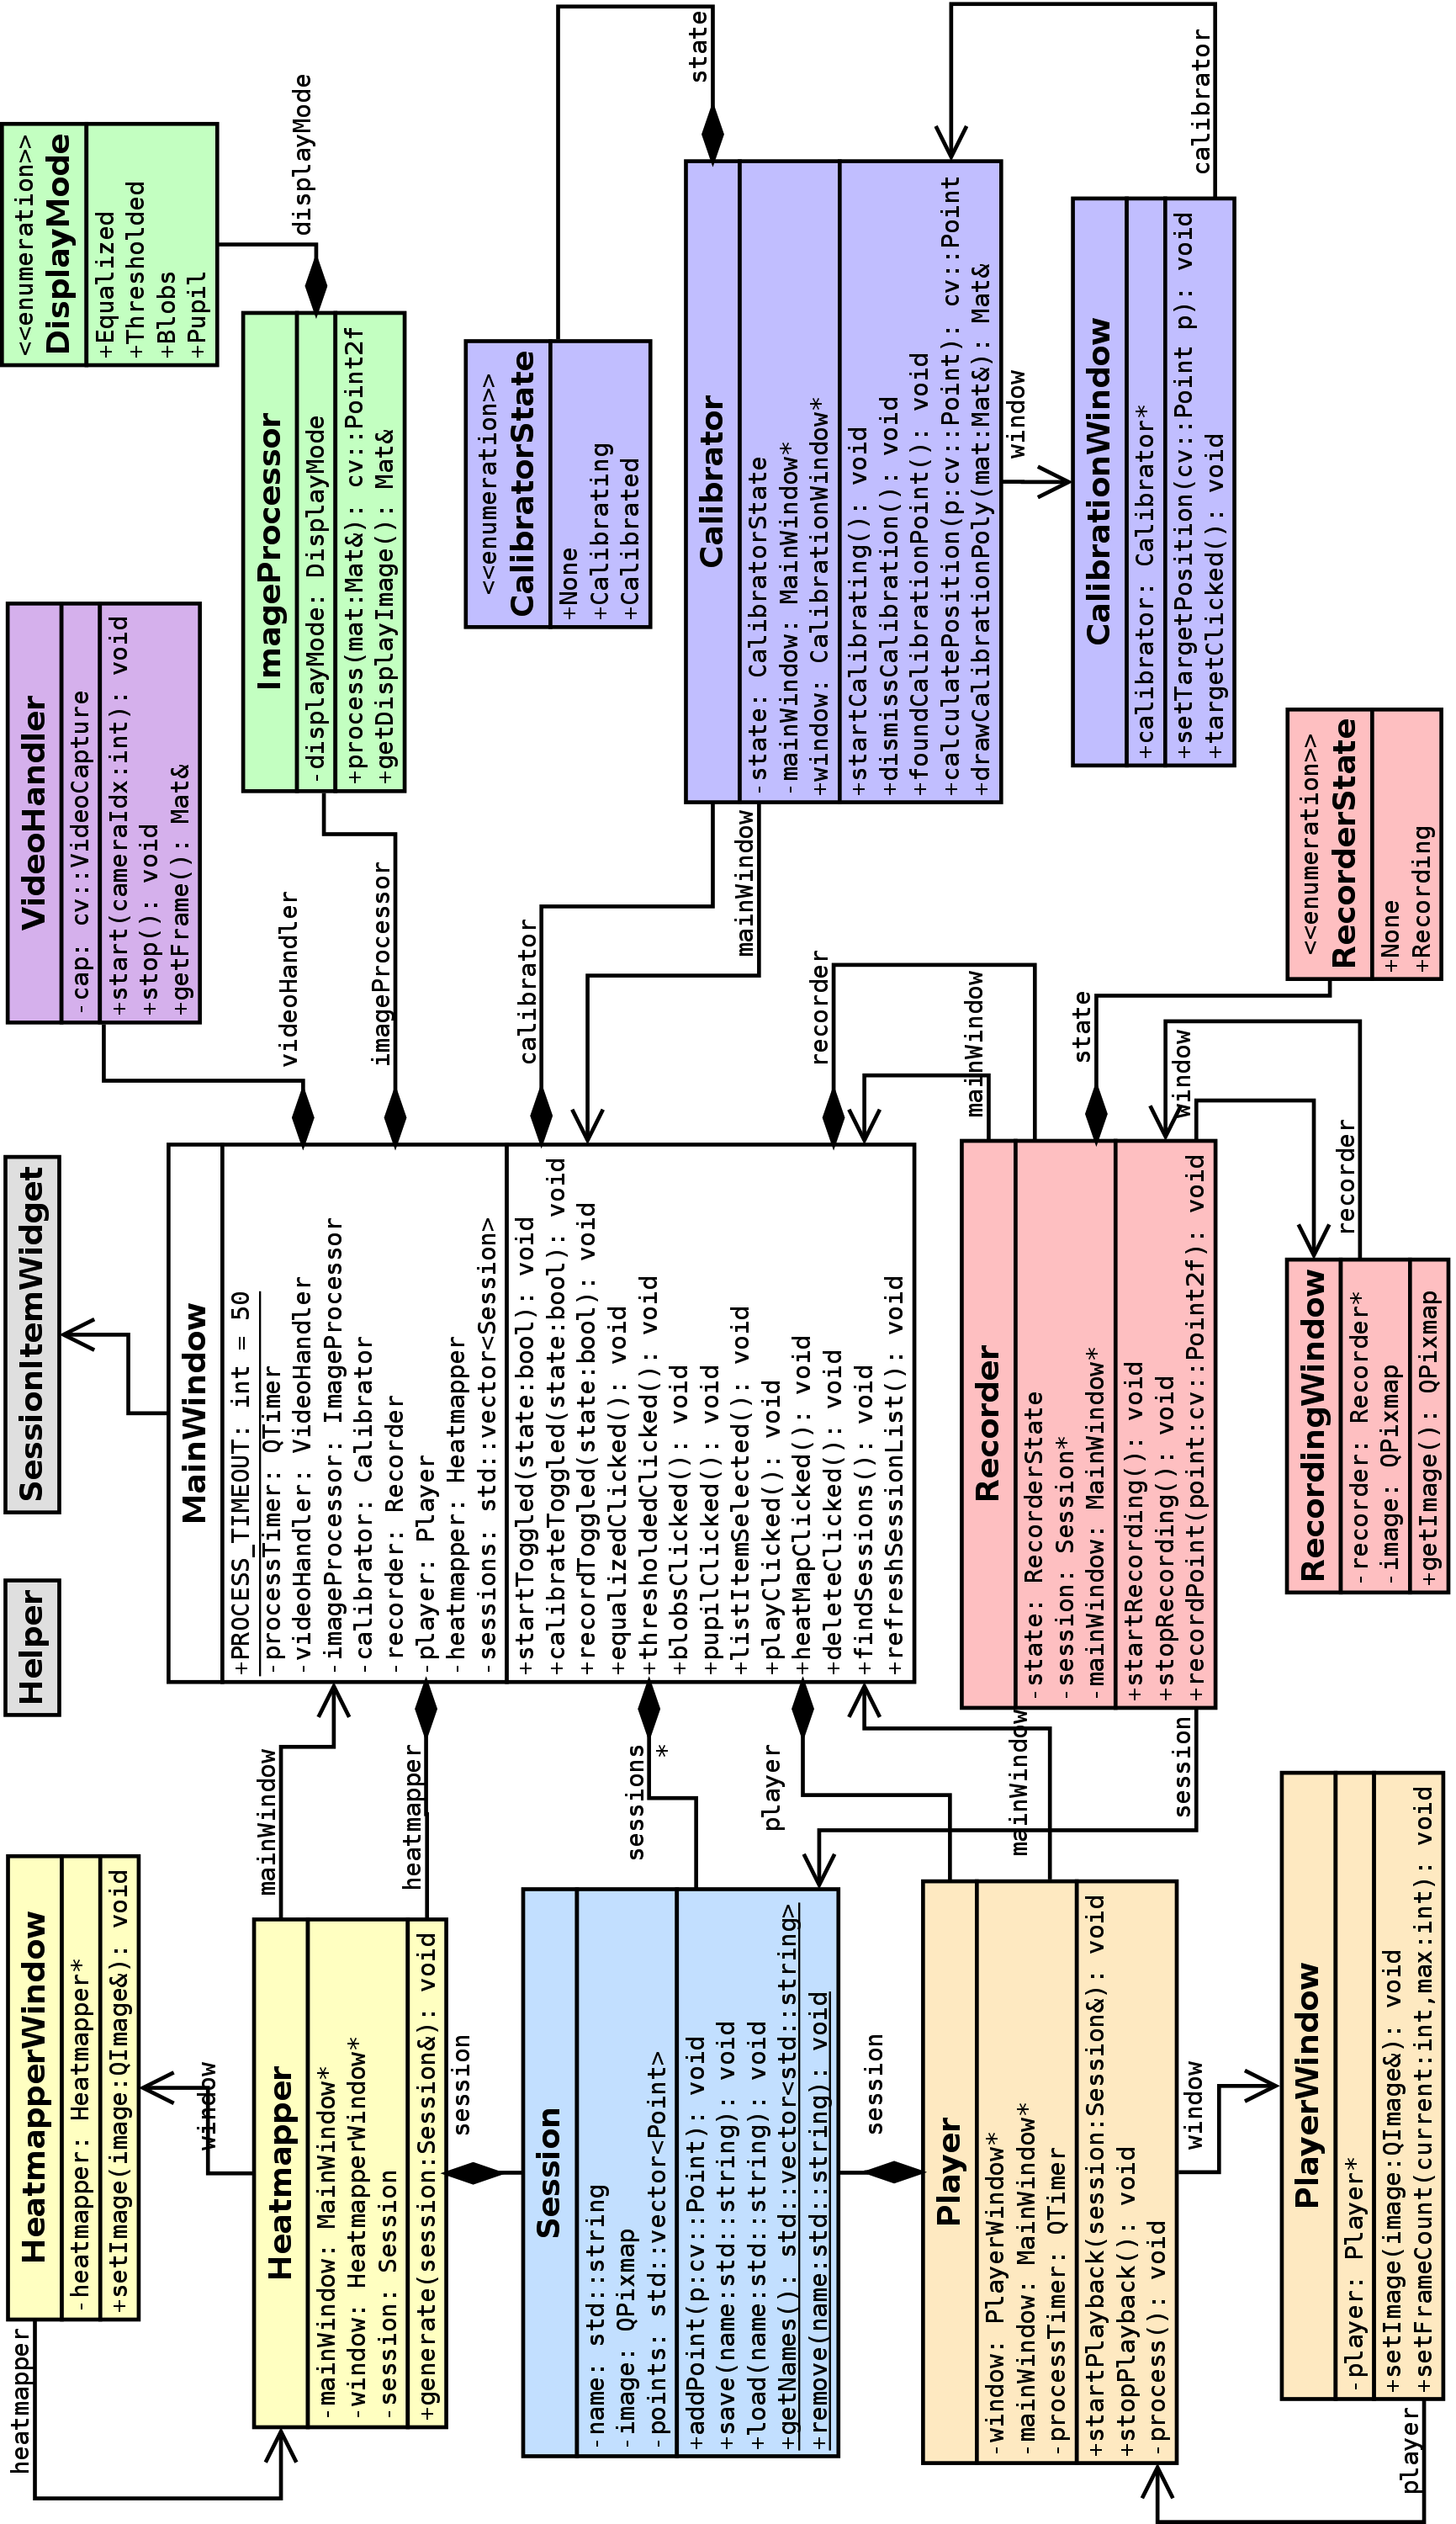 HeatmapperWindow
-heatmapper: Heatmapper*
+setImage(image:QImage&): void
heatmapper
window
Heatmapper
-mainWindow: MainWindow*
-window: HeatmapperWindow*
-session: Session
+generate(session:Session&): void
mainWindow
heatmapper
session
Session
-name: std::string
-image: QPixmap
-points: std::vector<Point>
+addPoint(p:cv::Point): void
+save(name:std::string): void
+load(name:std::string): void
+getNames(): std::vector<std::string>
+remove(name:std::string): void
sessions
*
session
player
mainWindow
session
Player
-window: PlayerWindow*
-mainWindow: MainWindow*
-processTimer: QTimer
+startPlayback(session:Session&): void
+stopPlayback(): void
-process(): void
window
PlayerWindow
-player: Player*
+setImage(image:QImage&): void
+setFrameCount(current:int,max:int): void
player
Helper
SessionItemWidget
MainWindow
+PROCESS_TIMEOUT: int = 50
-processTimer: QTimer
-videoHandler: VideoHandler
-imageProcessor: ImageProcessor
-calibrator: Calibrator
-recorder: Recorder
-player: Player
-heatmapper: Heatmapper
-sessions: std::vector<Session>
+startToggled(state:bool): void
+calibrateToggled(state:bool): void
+recordToggled(state:bool): void
+equalizedClicked(): void
+thresholdedClicked(): void
+blobsClicked(): void
+pupilClicked(): void
+listItemSelected(): void
+playClicked(): void
+heatMapClicked(): void
+deleteClicked(): void
+findSessions(): void
+refreshSessionList(): void
Recorder
-state: RecorderState
-session: Session*
-mainWindow: MainWindow*
+startRecording(): void
+stopRecording(): void
+recordPoint(point:cv::Point2f): void
RecordingWindow
-recorder: Recorder*
-image: QPixmap
+getImage(): QPixmap
videoHandler
imageProcessor
calibrator
mainWindow
recorder
mainWindow
state
window
recorder
VideoHandler
-cap: cv::VideoCapture
+start(cameraIdx:int): void
+stop(): void
+getFrame(): Mat&
RecorderState
<<enumeration>>
+None
+Recording
<<enumeration>>
DisplayMode
+Equalized
+Thresholded
+Blobs
+Pupil
displayMode
ImageProcessor
-displayMode: DisplayMode
+process(mat:Mat&): cv::Point2f
+getDisplayImage(): Mat&
<<enumeration>>
CalibratorState
+None
+Calibrating
+Calibrated
state
Calibrator
-state: CalibratorState
-mainWindow: MainWindow*
+window: CalibrationWindow*
+startCalibrating(): void
+dismissCalibration(): void
+foundCalibrationPoint(): void
+calculatePosition(p:cv::Point): cv::Point
+drawCalibrationPoly(mat:Mat&): Mat&
window
CalibrationWindow
+calibrator: Calibrator*
+setTargetPosition(cv::Point p): void
+targetClicked(): void
calibrator